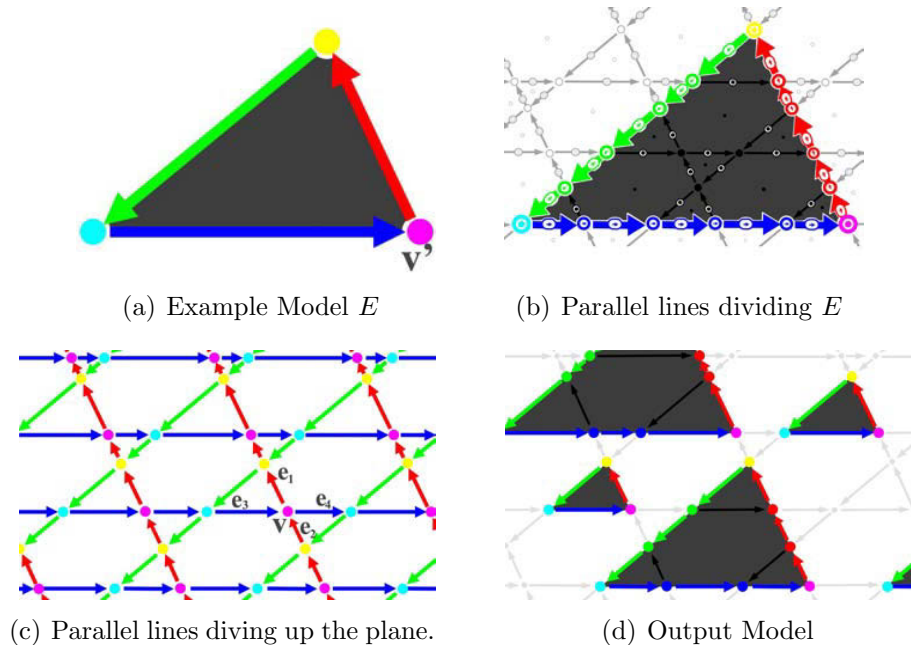 v’
(a) Example Model E
(b) Parallel lines dividing E
e1
e3
e4
v
e2
(c) Parallel lines diving up the plane.
(d) Output Model